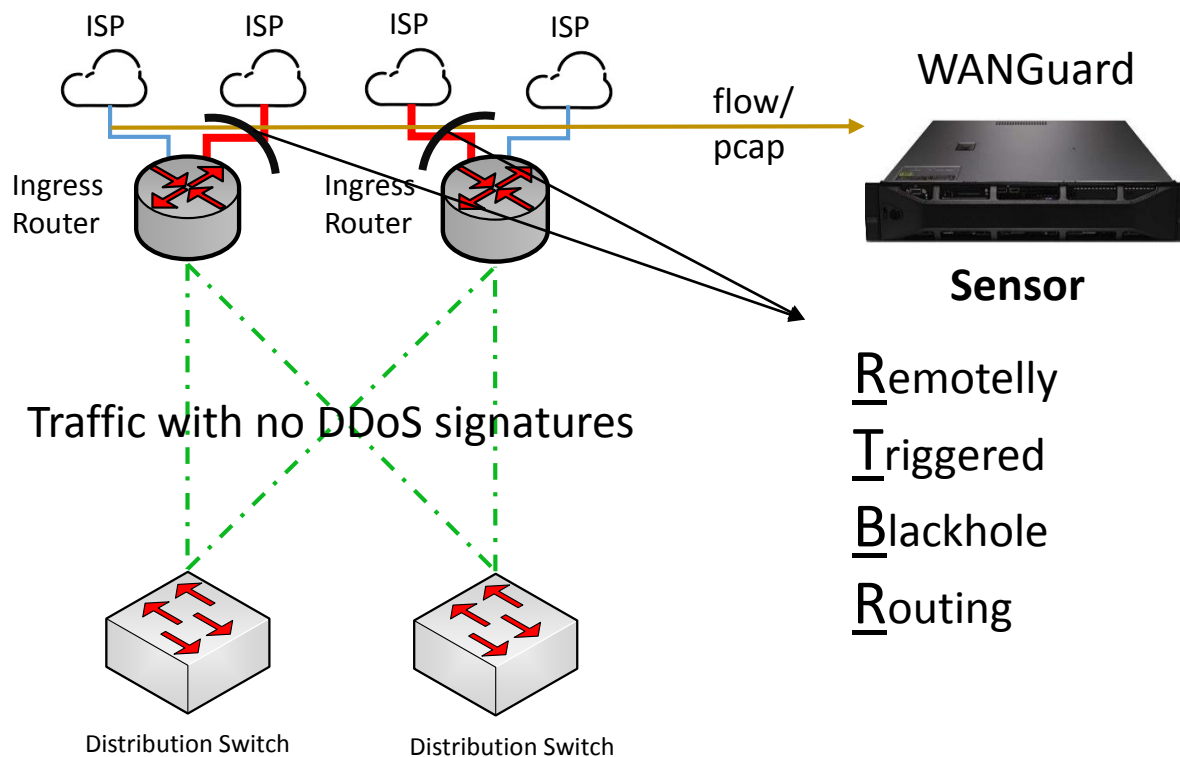 ISP
ISP
ISP
ISP
WANGuard
flow/
pcap
Ingress
Router
Ingress
Router
Sensor
Remotelly
Triggered
Blackhole
Routing
Traffic with no DDoS signatures
Distribution Switch
Distribution Switch